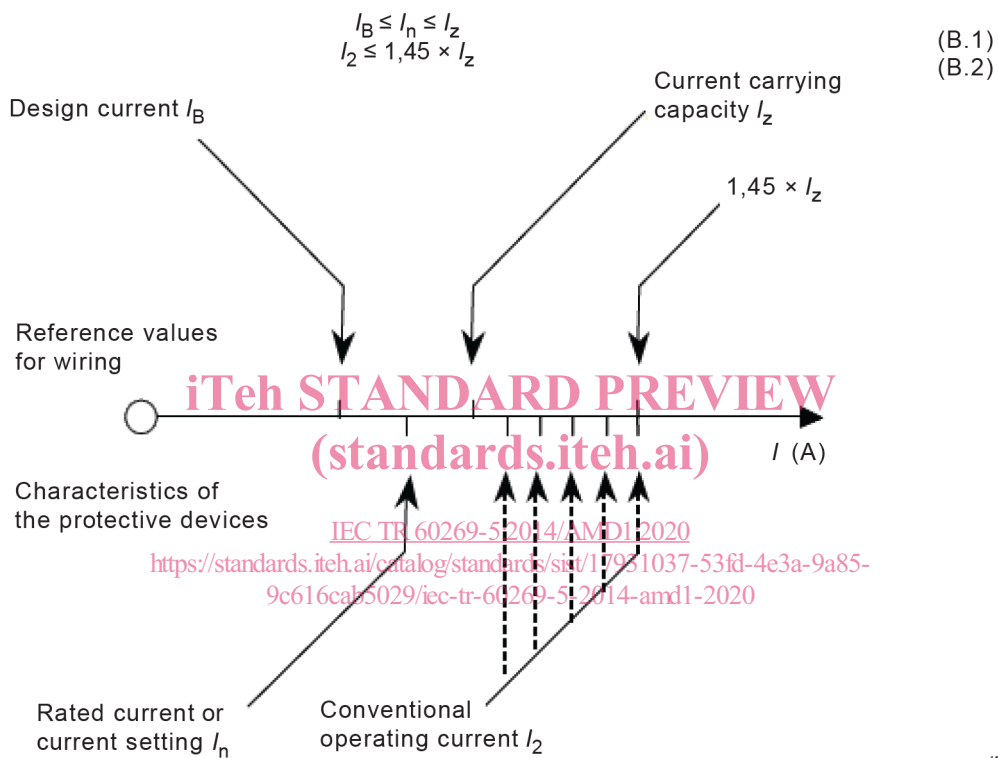 I_B ≤ I_n ≤ I_z
(B.1)
I_2 ≤ 1,45 × I_z
(B.2)
Current carrying
capacity I_z
Design current I_B
1,45 × I_z
Reference values
for wiring
iTeh STANDARD PREVIEW
(standards.iteh.ai)
I (A)
Characteristics of
the protective devices
IEC TR 60269-5:2014/AMD1:2020
https://standards.iteh.ai/catalog/standards/sist/17931037-53fd-4e3a-9a85-
9c616cab5029/iec-tr-60269-5-2014-amd1-2020
Rated current or
current setting I_n
Conventional
operating current I_2